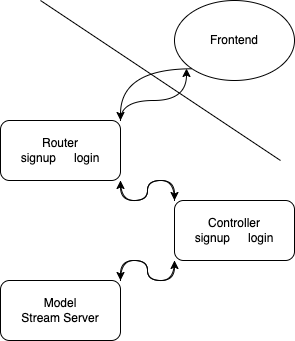 Frontend
Router
signup login
Controller
signup login
Model
Stream Server